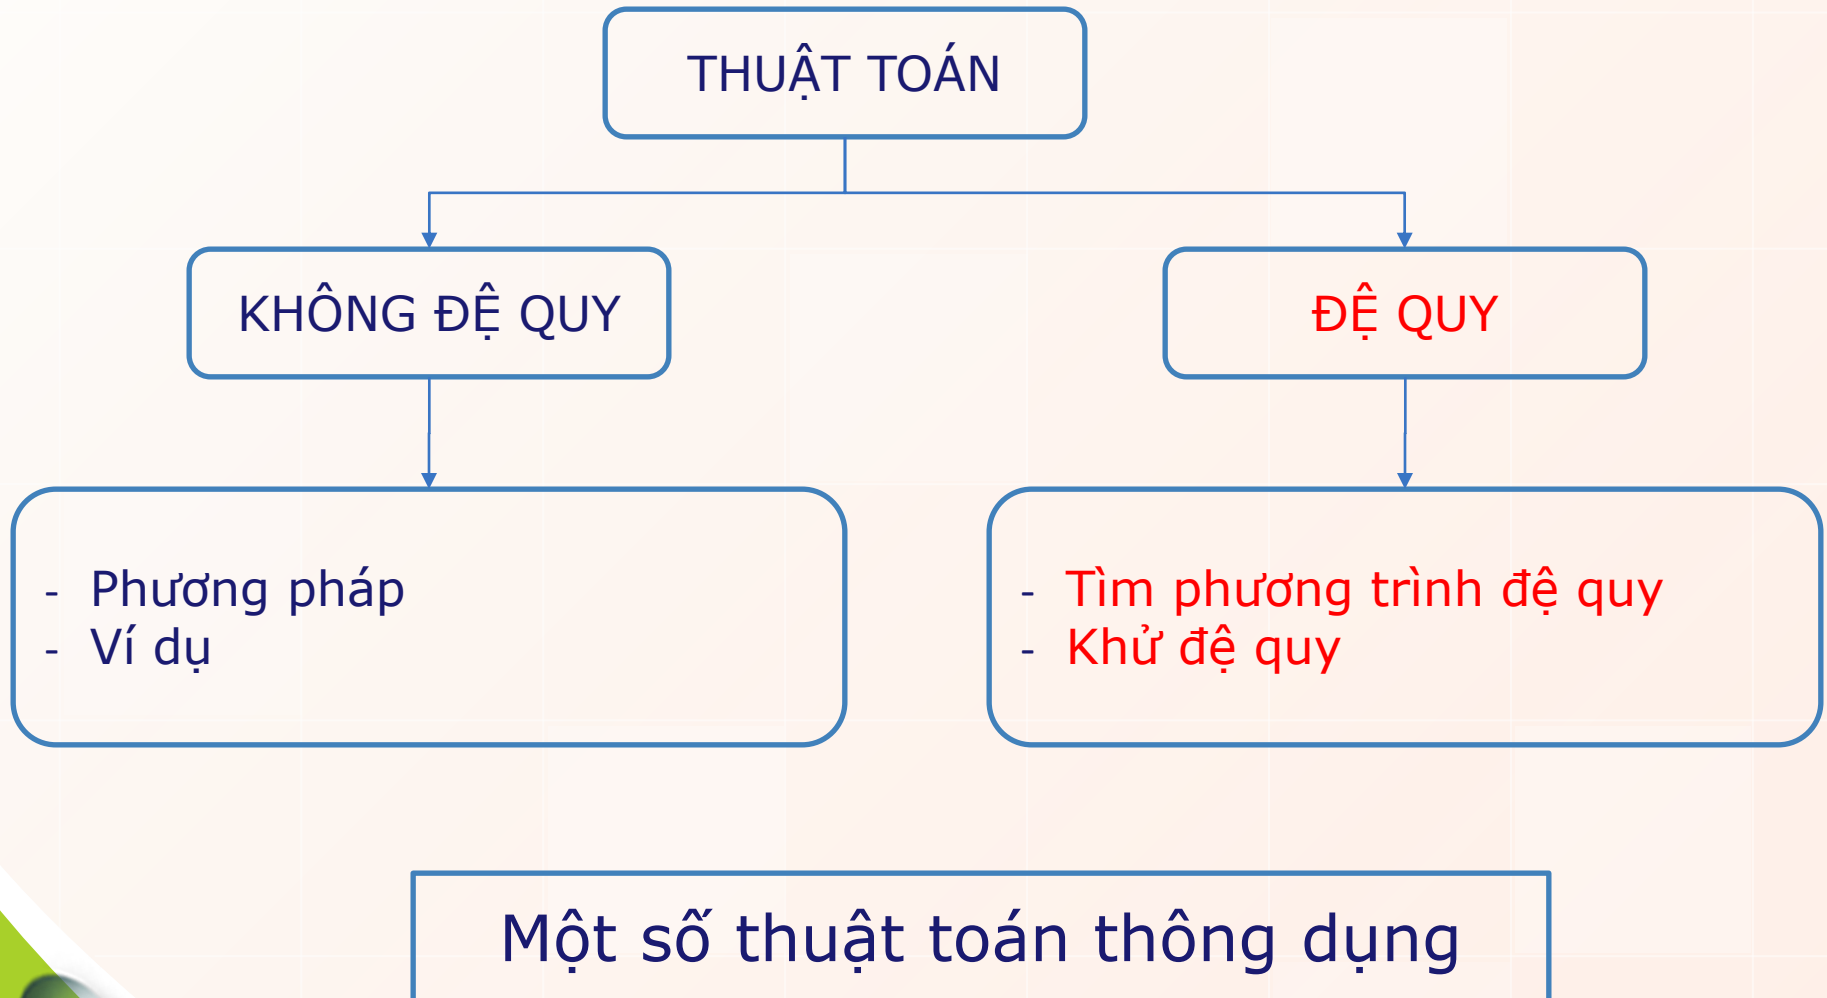 THUẬT TOÁN
KHÔNG ĐỆ QUY
ĐỆ QUY
- Phương pháp
- Ví dụ
- Tìm phương trình đệ quy
- Khử đệ quy
Một số thuật toán thông dụng